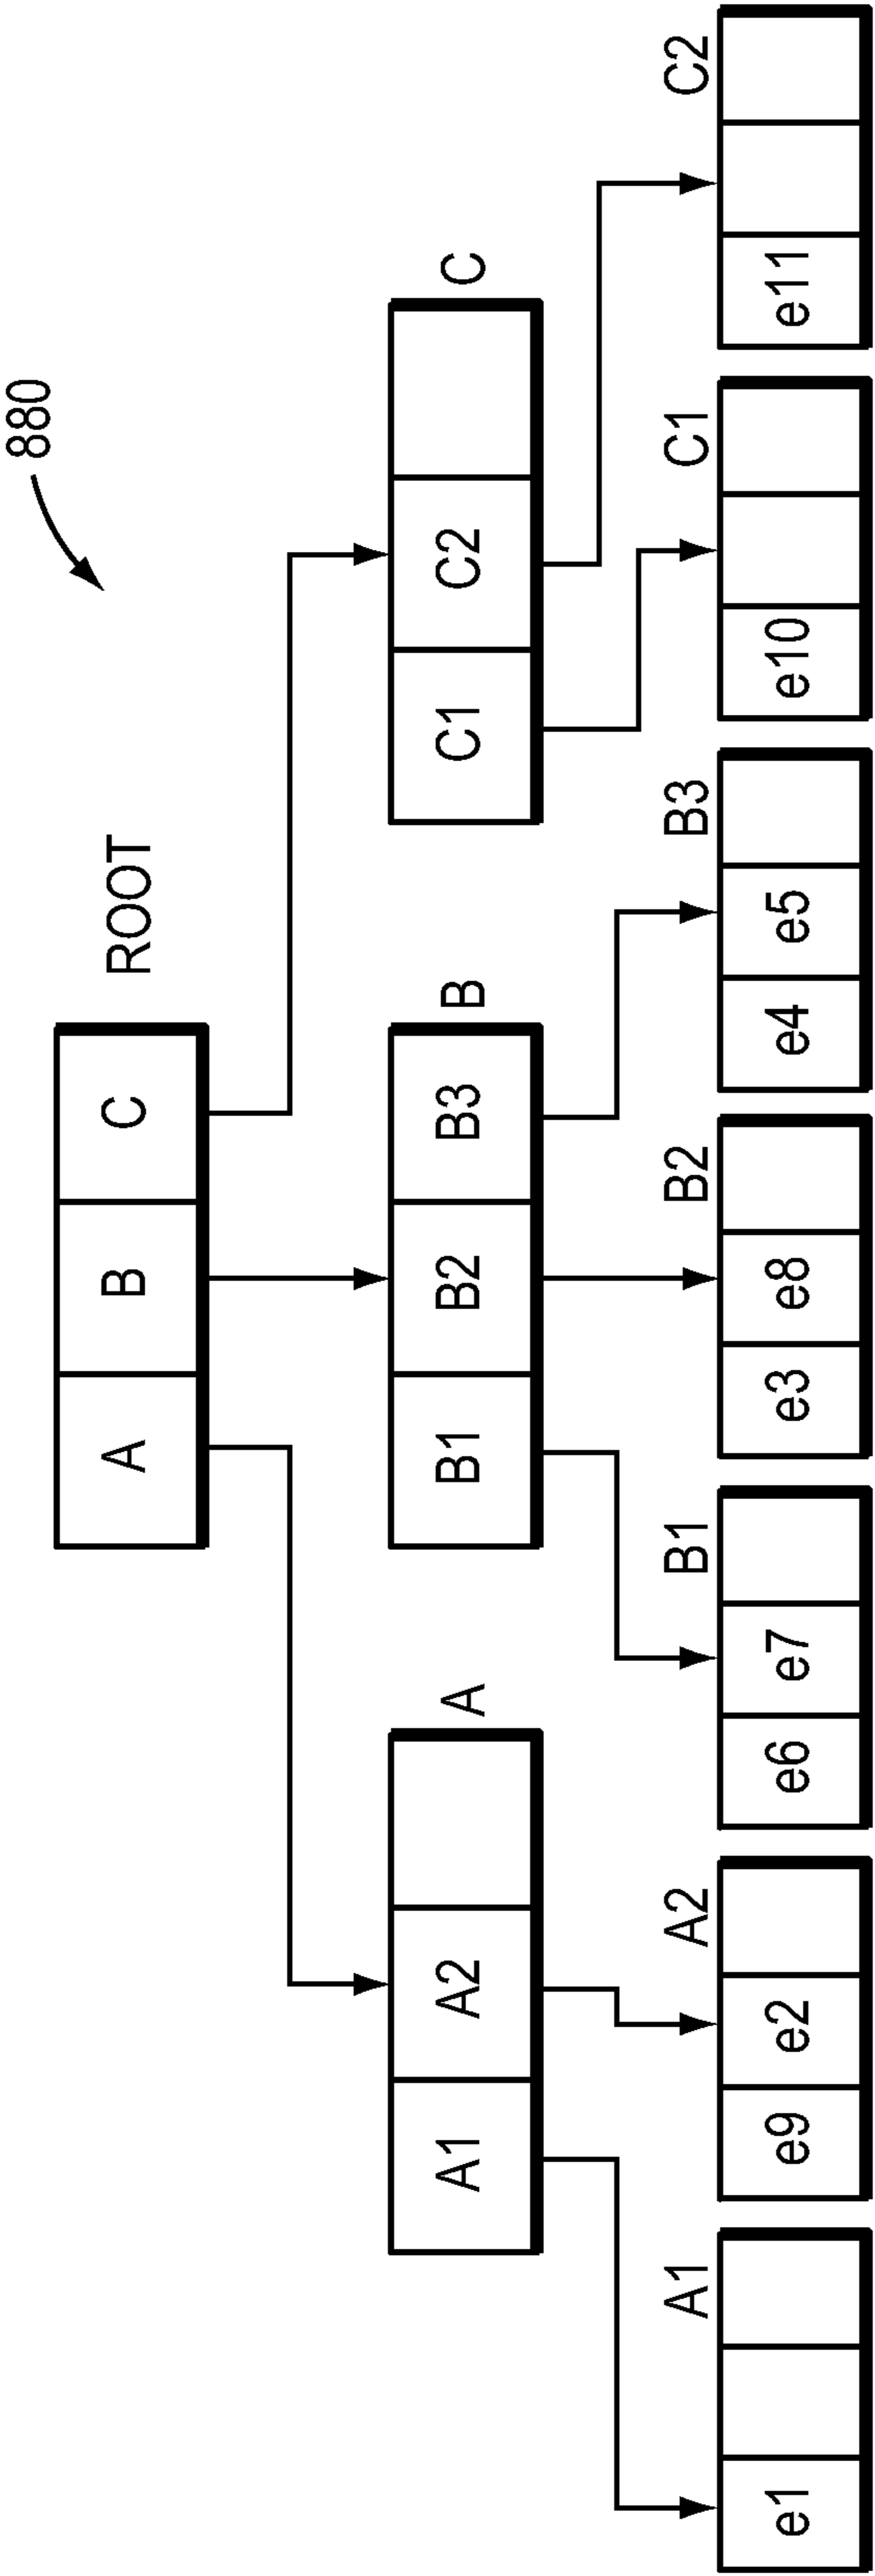 880
ROOT
A B C
A
A1 A2
B
B1 B2 B3
C
C1 C2
A1
e1
A2
e9 e2
B1
e6 e7
B2
e3 e8
B3
e4 e5
C1
e10
C2
e11